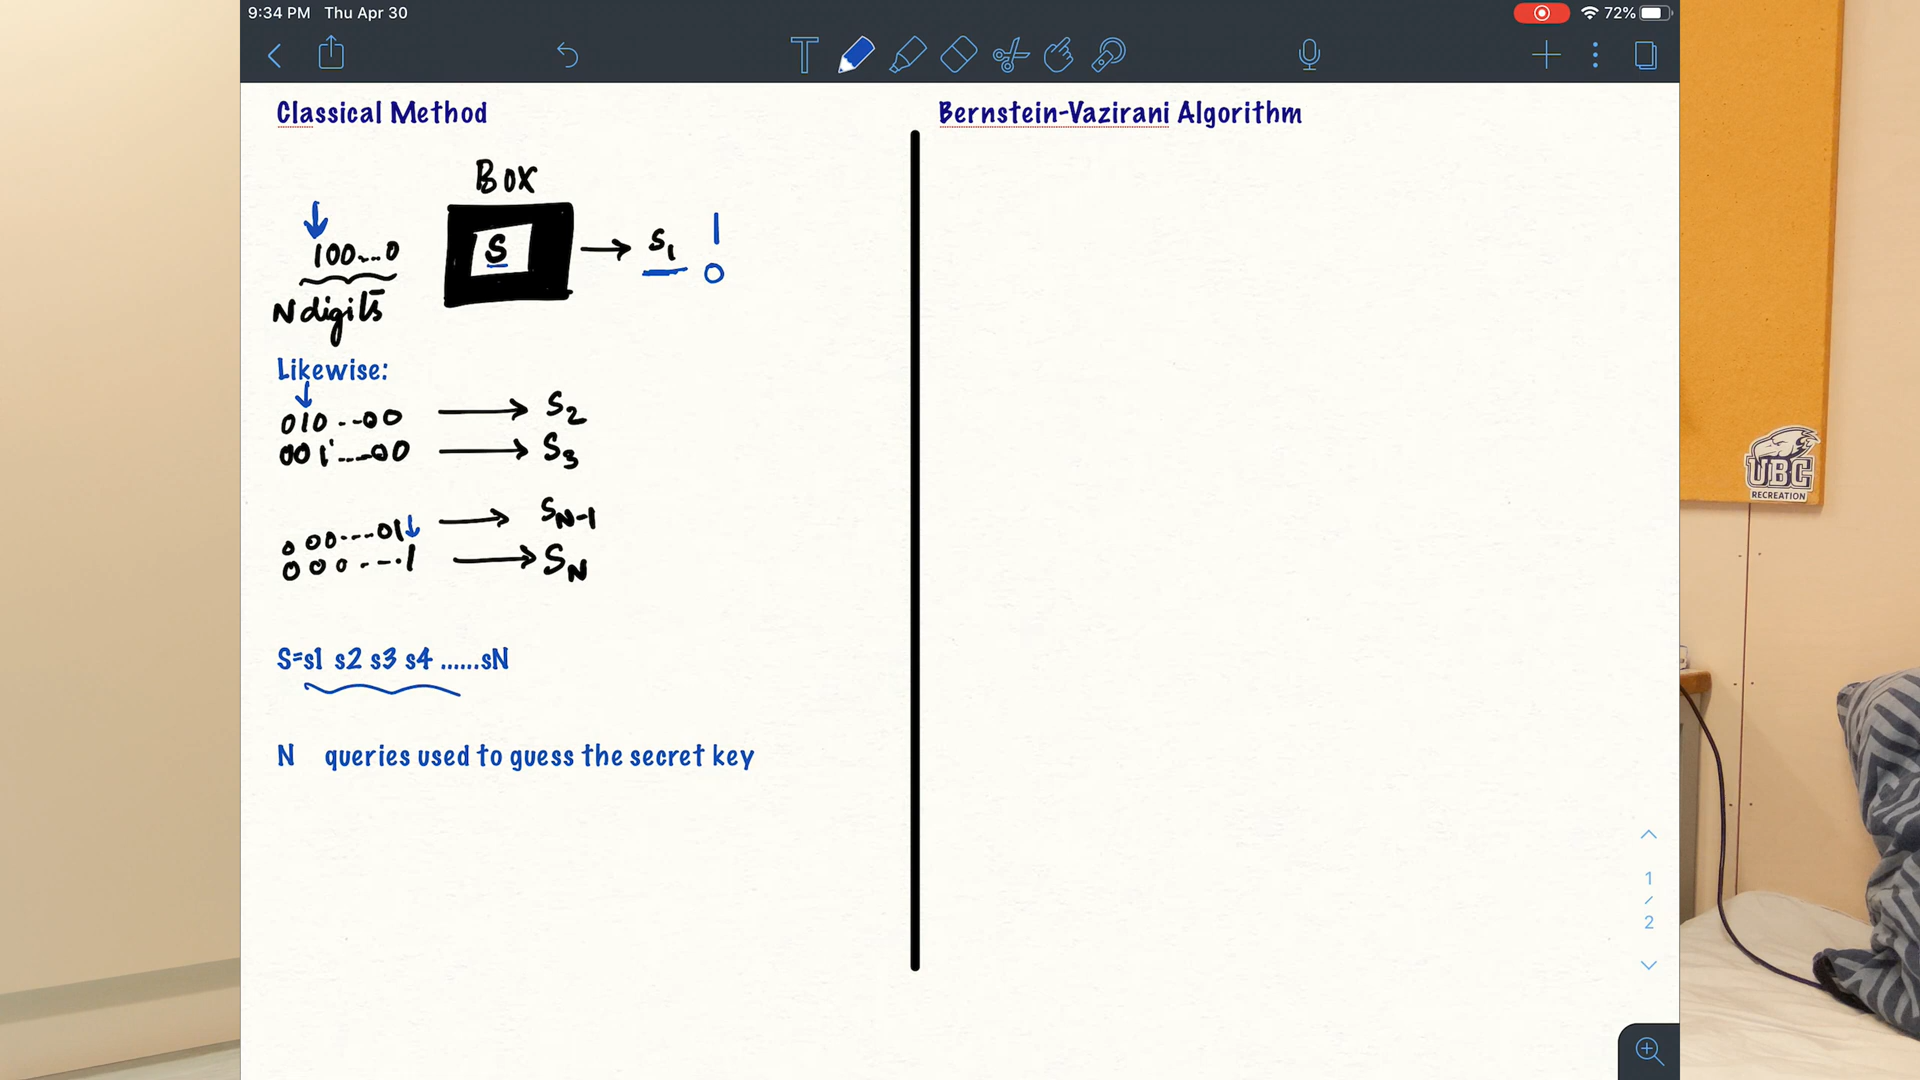 9:34 PM Thu Apr 30
72%
T
Classical Method
Box
100...0
S
S1
1
0
N digits
Likewise:
010...00
S2
001...00
S3
000...01
SN-1
000...1
SN
S=s1 s2 s3 s4 ......sN
N queries used to guess the secret key
Bernstein-Vazirani Algorithm
1
/
2
UBC
RECREATION